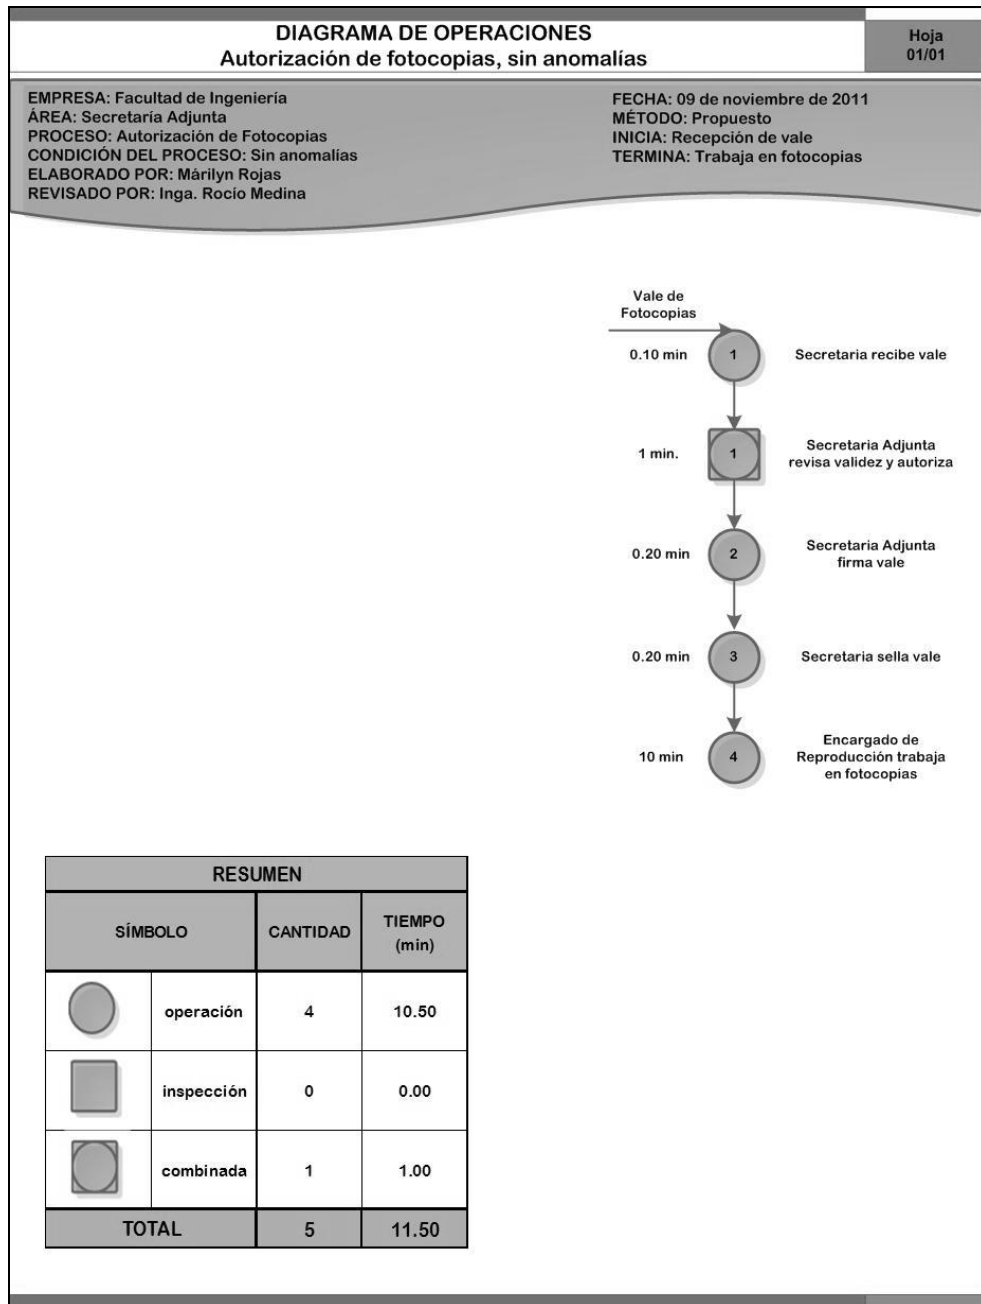 DIAGRAMA DE OPERACIONES
Autorización de fotocopias, sin anomalías
Hoja
01/01
EMPRESA: Facultad de Ingeniería
ÁREA: Secretaría Adjunta
PROCESO: Autorización de Fotocopias
CONDICIÓN DEL PROCESO: Sin anomalías
ELABORADO POR: Márilyn Rojas
REVISADO POR: Inga. Rocío Medina
FECHA: 09 de noviembre de 2011
MÉTODO: Propuesto
INICIA: Recepción de vale
TERMINA: Trabaja en fotocopias
Vale de
Fotocopias
0.10 min
1
Secretaria recibe vale
1 min.
1
Secretaria Adjunta
revisa validez y autoriza
0.20 min
2
Secretaria Adjunta
firma vale
0.20 min
3
Secretaria sella vale
10 min
4
Encargado de
Reproducción trabaja
en fotocopias
RESUMEN
SÍMBOLO CANTIDAD TIEMPO
(min)
operación 4 10.50
inspección 0 0.00
combinada 1 1.00
TOTAL 5 11.50